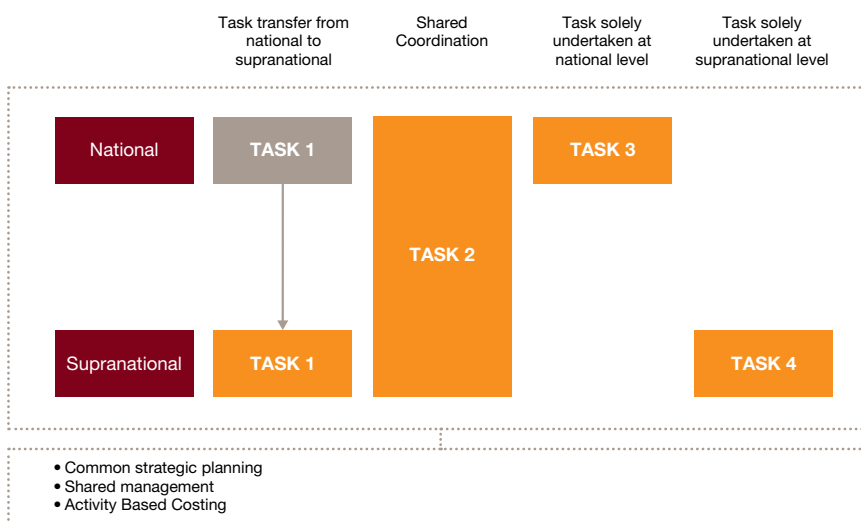 Task transfer from
national to
supranational
Shared
Coordination
Task solely
undertaken at
national level
Task solely
undertaken at
supranational level
National
TASK 1
TASK 3
TASK 2
Supranational
TASK 1
TASK 4
• Common strategic planning
• Shared management
• Activity Based Costing